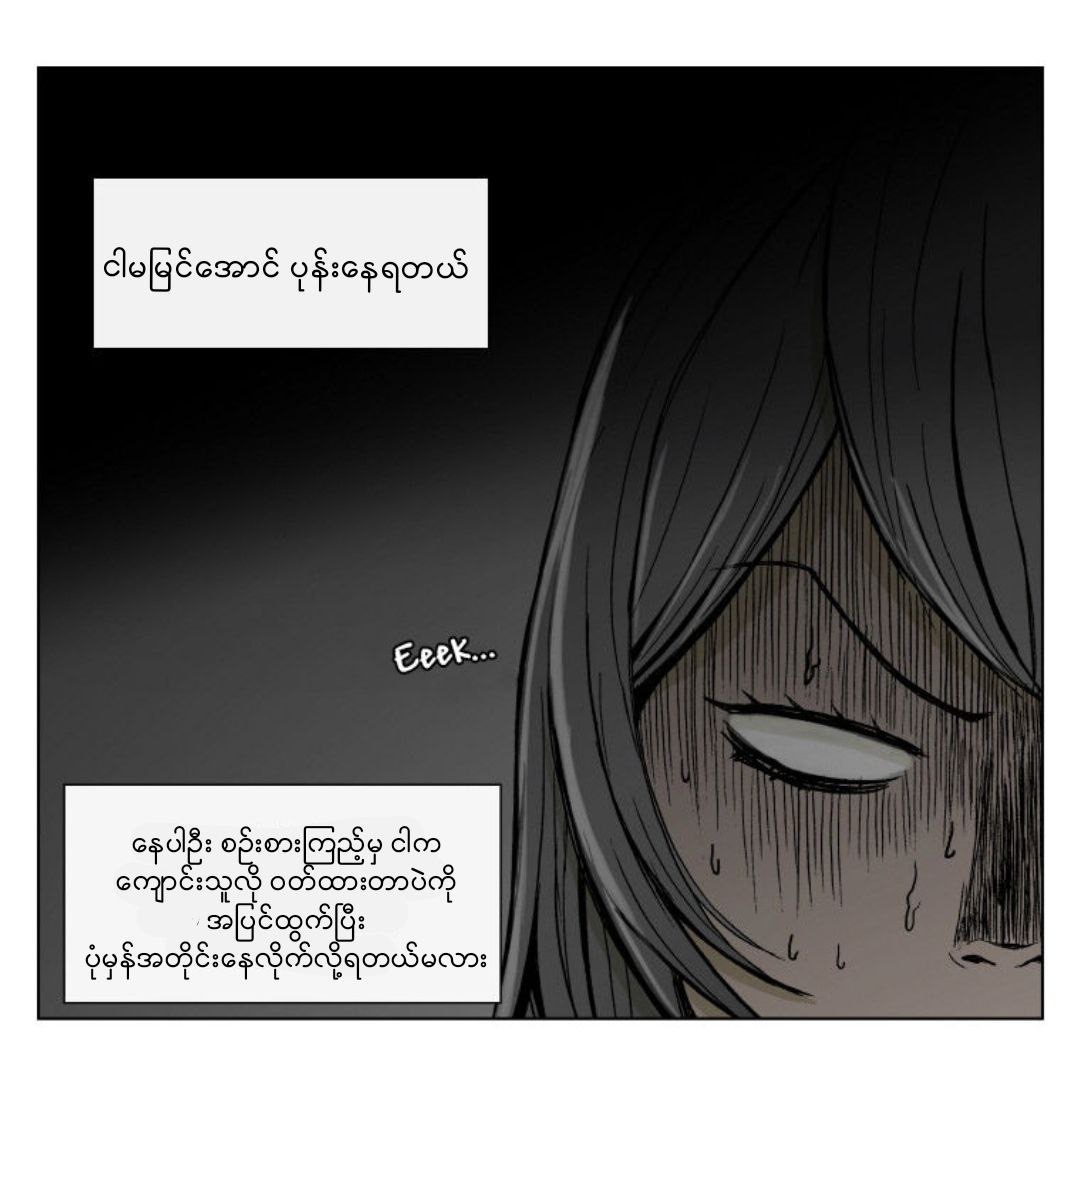 ငါမမြင်အောင် ပုန်းနေရတယ်
Eeek...
နေပါဦး စဉ်းစားကြည့်မှ ငါက
ကျောင်းသူလို ဝတ်ထားတာပဲကို
အပြင်ထွက်ပြီး
ပုံမှန်အတိုင်းနေလိုက်လို့ရတယ်မလား